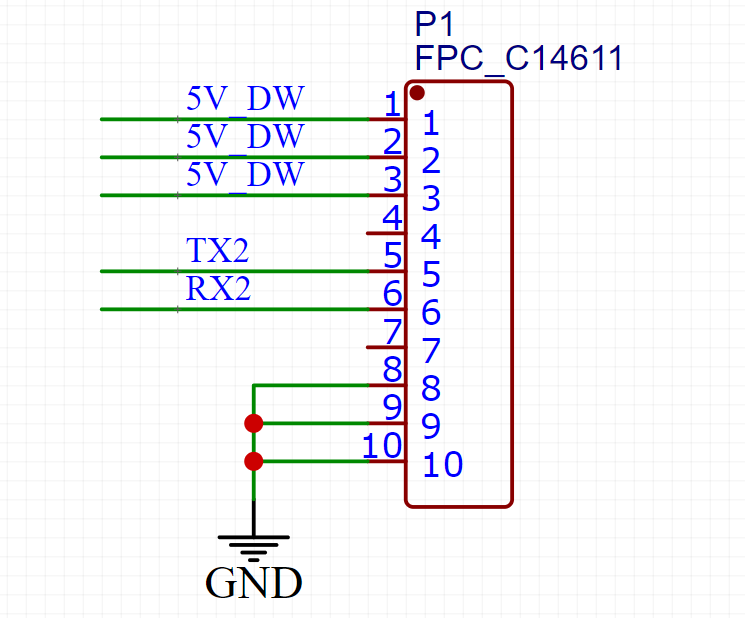 P1
FPC_C14611
5V_DW 1 1
5V_DW 2 2
5V_DW 3 3
4 4
TX2 5 5
RX2 6 6
7 7
8 8
9 9
10 10
GND